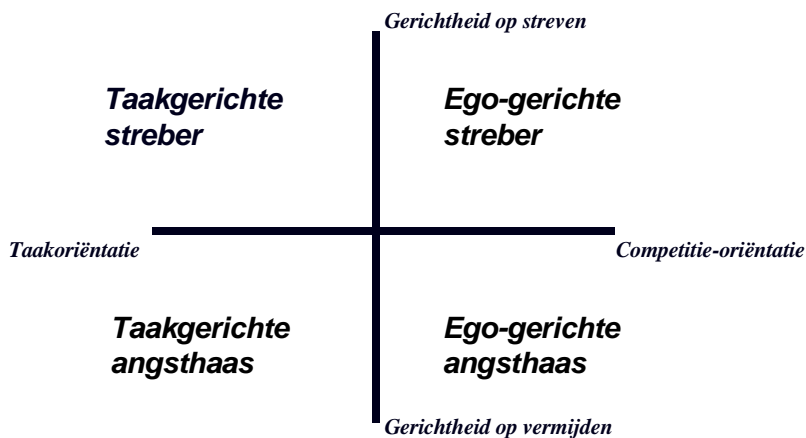 Gerichtheid op streven
Taakgerichte
streber
Ego-gerichte
streber
Taakoriëntatie
Competitie-oriëntatie
Taakgerichte
angsthaas
Ego-gerichte
angsthaas
Gerichtheid op vermijden